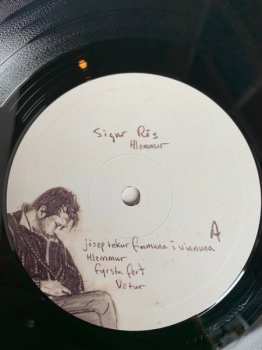 Sigur Rós
Hlemmur
A
jósep tekur fimmuna í vinnuna
Hlemmur
fyrsta ferð
Vetur